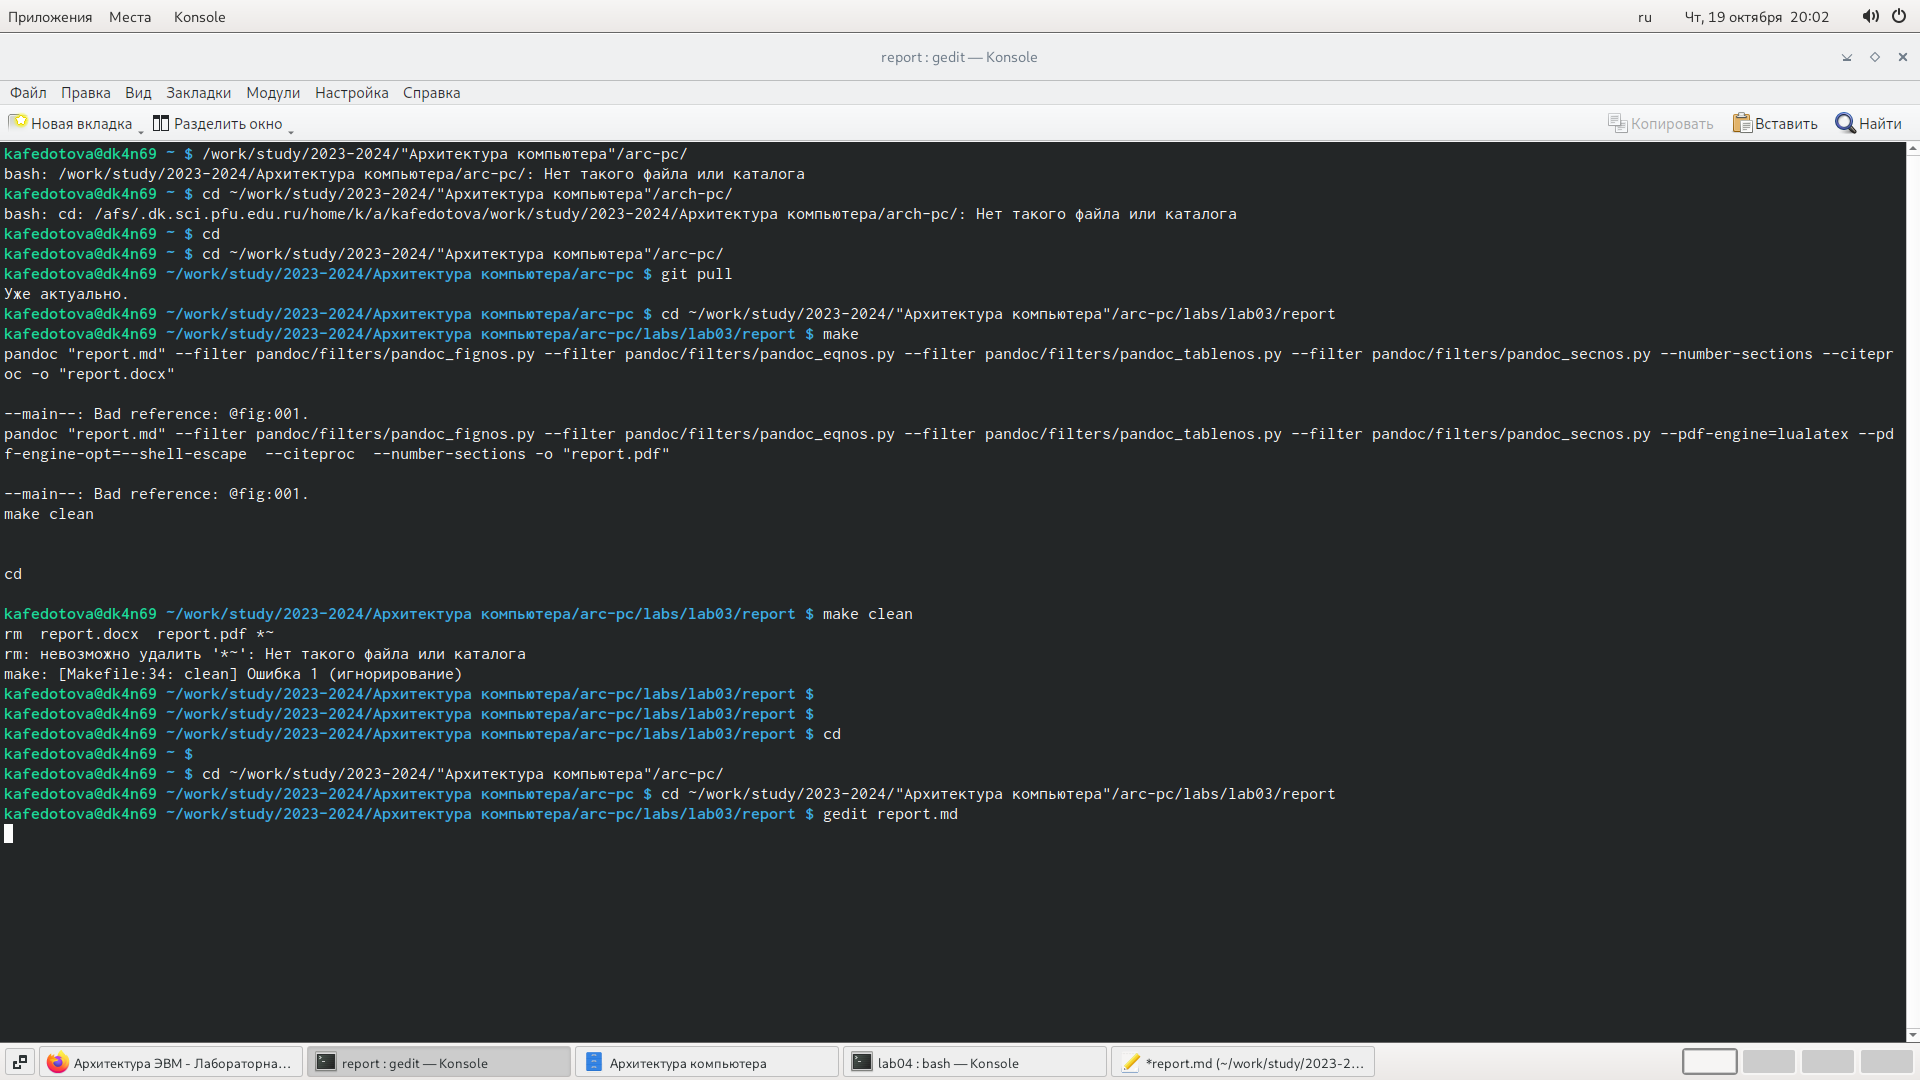 Приложения Места Konsole ru Чт, 19 октября 20:02
report : gedit — Konsole
Файл Правка Вид Закладки Модули Настройка Справка
Новая вкладка Разделить окно Копировать Вставить Найти
kafedotova@dk4n69 ~ $ /work/study/2023-2024/"Архитектура компьютера"/arc-pc/
bash: /work/study/2023-2024/Архитектура компьютера/arc-pc/: Нет такого файла или каталога
kafedotova@dk4n69 ~ $ cd ~/work/study/2023-2024/"Архитектура компьютера"/arch-pc/
bash: cd: /afs/.dk.sci.pfu.edu.ru/home/k/a/kafedotova/work/study/2023-2024/Архитектура компьютера/arch-pc/: Нет такого файла или каталога
kafedotova@dk4n69 ~ $ cd
kafedotova@dk4n69 ~ $ cd ~/work/study/2023-2024/"Архитектура компьютера"/arc-pc/
kafedotova@dk4n69 ~/work/study/2023-2024/Архитектура компьютера/arc-pc $ git pull
Уже актуально.
kafedotova@dk4n69 ~/work/study/2023-2024/Архитектура компьютера/arc-pc $ cd ~/work/study/2023-2024/"Архитектура компьютера"/arc-pc/labs/lab03/report
kafedotova@dk4n69 ~/work/study/2023-2024/Архитектура компьютера/arc-pc/labs/lab03/report $ make
pandoc "report.md" --filter pandoc/filters/pandoc_fignos.py --filter pandoc/filters/pandoc_eqnos.py --filter pandoc/filters/pandoc_tablenos.py --filter pandoc/filters/pandoc_secnos.py --number-sections --citepr
oc -o "report.docx"
--main--: Bad reference: @fig:001.
pandoc "report.md" --filter pandoc/filters/pandoc_fignos.py --filter pandoc/filters/pandoc_eqnos.py --filter pandoc/filters/pandoc_tablenos.py --filter pandoc/filters/pandoc_secnos.py --pdf-engine=lualatex --pd
f-engine-opt=--shell-escape  --citeproc  --number-sections -o "report.pdf"
--main--: Bad reference: @fig:001.
make clean
cd
kafedotova@dk4n69 ~/work/study/2023-2024/Архитектура компьютера/arc-pc/labs/lab03/report $ make clean
rm  report.docx  report.pdf *~
rm: невозможно удалить '*~': Нет такого файла или каталога
make: [Makefile:34: clean] Ошибка 1 (игнорирование)
kafedotova@dk4n69 ~/work/study/2023-2024/Архитектура компьютера/arc-pc/labs/lab03/report $
kafedotova@dk4n69 ~/work/study/2023-2024/Архитектура компьютера/arc-pc/labs/lab03/report $
kafedotova@dk4n69 ~/work/study/2023-2024/Архитектура компьютера/arc-pc/labs/lab03/report $ cd
kafedotova@dk4n69 ~ $
kafedotova@dk4n69 ~ $ cd ~/work/study/2023-2024/"Архитектура компьютера"/arc-pc/
kafedotova@dk4n69 ~/work/study/2023-2024/Архитектура компьютера/arc-pc $ cd ~/work/study/2023-2024/"Архитектура компьютера"/arc-pc/labs/lab03/report
kafedotova@dk4n69 ~/work/study/2023-2024/Архитектура компьютера/arc-pc/labs/lab03/report $ gedit report.md
Архитектура ЭВМ - Лабораторна... report : gedit — Konsole Архитектура компьютера lab04 : bash — Konsole *report.md (~/work/study/2023-2...